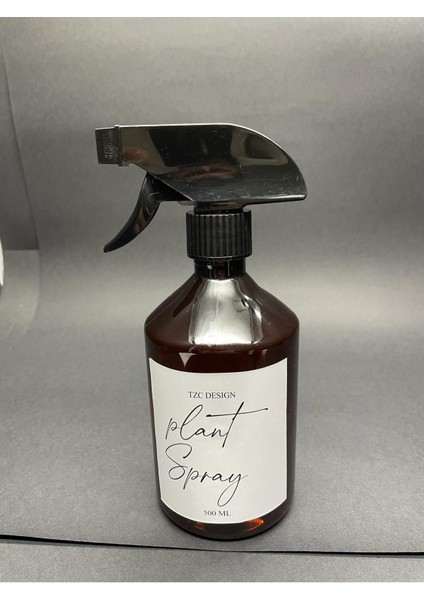 TZC DESIGN
plant
Spray
500 ML